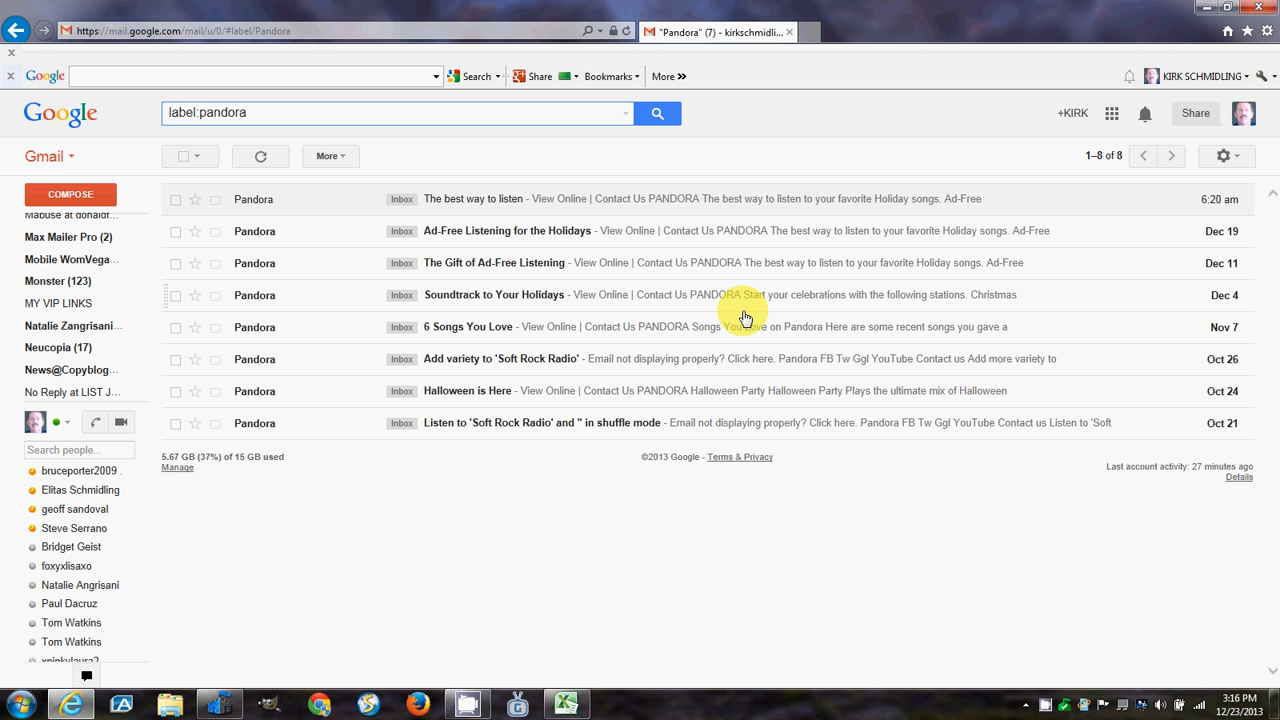 https://mail.google.com/mail/u/0/#label/Pandora
"Pandora" (7) - kirkschmidli...
Google
Search
Share
Bookmarks
More »
KIRK SCHMIDLING
Google
label:pandora
+KIRK
Share
Gmail
More
1–8 of 8
COMPOSE
Mabuse at donaldt...
Max Mailer Pro (2)
Mobile WomVega...
Monster (123)
MY VIP LINKS
Natalie Zangrisani...
Neucopia (17)
News@Copyblog...
No Reply at LIST J...
Pandora Inbox The best way to listen - View Online | Contact Us PANDORA The best way to listen to your favorite Holiday songs. Ad-Free 6:20 am
Pandora Inbox Ad-Free Listening for the Holidays - View Online | Contact Us PANDORA The best way to listen to your favorite Holiday songs. Ad-Free Dec 19
Pandora Inbox The Gift of Ad-Free Listening - View Online | Contact Us PANDORA The best way to listen to your favorite Holiday songs. Ad-Free Dec 11
Pandora Inbox Soundtrack to Your Holidays - View Online | Contact Us PANDORA Start your celebrations with the following stations. Christmas Dec 4
Pandora Inbox 6 Songs You Love - View Online | Contact Us PANDORA Songs You Love on Pandora Here are some recent songs you gave a Nov 7
Pandora Inbox Add variety to 'Soft Rock Radio' - Email not displaying properly? Click here. Pandora FB Tw Ggl YouTube Contact us Add more variety to Oct 26
Pandora Inbox Halloween is Here - View Online | Contact Us PANDORA Halloween Party Halloween Party Plays the ultimate mix of Halloween Oct 24
Pandora Inbox Listen to 'Soft Rock Radio' and '' in shuffle mode - Email not displaying properly? Click here. Pandora FB Tw Ggl YouTube Contact us Listen to 'Soft Oct 21
5.67 GB (37%) of 15 GB used
Manage
©2013 Google - Terms & Privacy
Last account activity: 27 minutes ago
Details
Search people...
bruceporter2009 .
Elitas Schmidling
geoff sandoval
Steve Serrano
Bridget Geist
foxyxlisaxo
Natalie Angrisani
Paul Dacruz
Tom Watkins
Tom Watkins
xpinkylaura2
3:16 PM
12/23/2013